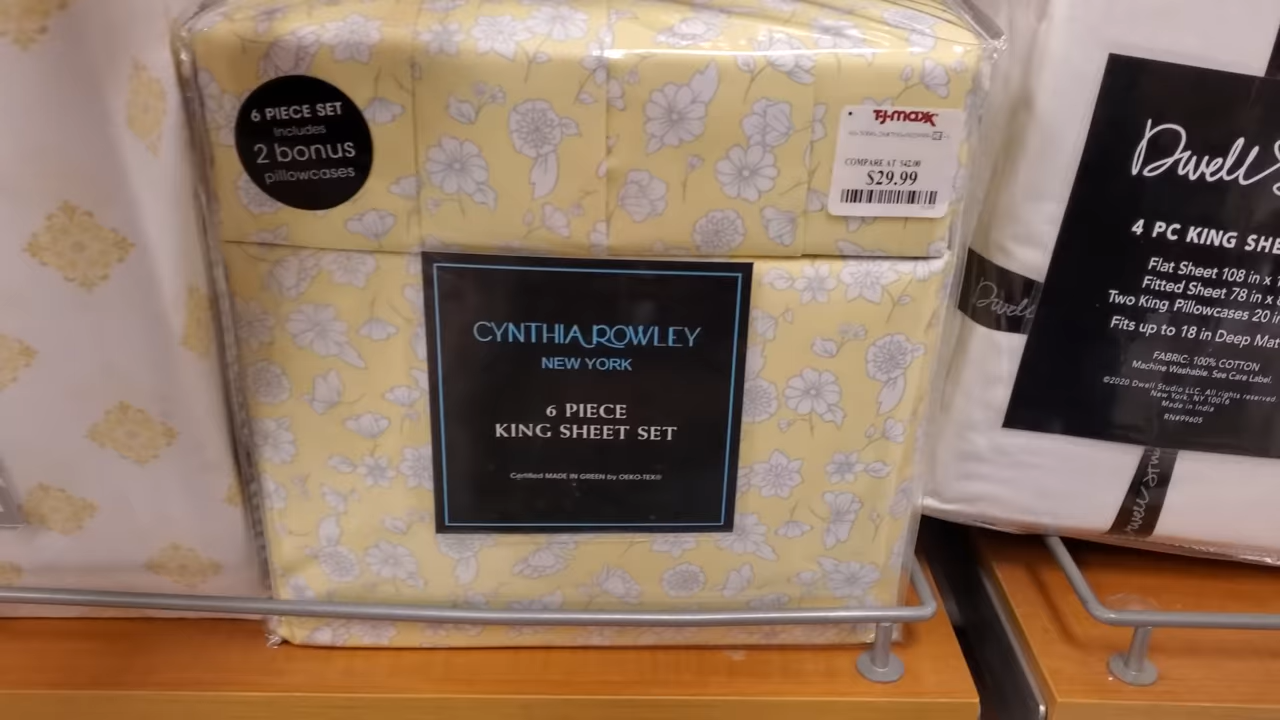 6 PIECE SET
Includes
2 bonus
pillowcases
T.J.maxx
COMPARE AT $42.00
$29.99
CYNTHIA ROWLEY
NEW YORK
6 PIECE
KING SHEET SET
Certified MADE IN GREEN by OEKO-TEX®
Dwell
4 PC KING SHE
Flat Sheet 108 in x 1
Fitted Sheet 78 in x
Two King Pillowcases 20 in
Fits up to 18 in Deep Mat
FABRIC: 100% COTTON
Machine Washable. See Care Label.
©2020 Dwell Studio LLC. All rights reserved
New York, NY 10016
Made in India
RN#99605
Dwell